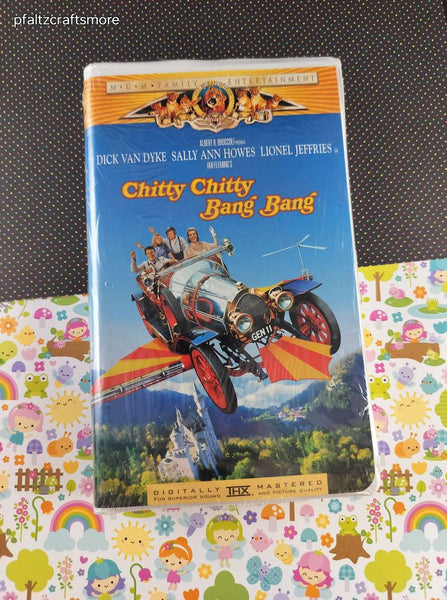 pfaltzcraftsmore
M·G·M FAMILY ENTERTAINMENT
ALBERT R. BROCCOLI PRESENTS
DICK VAN DYKE SALLY ANN HOWES LIONEL JEFFRIES IN
IAN FLEMING'S
Chitty Chitty
Bang Bang
GEN 11
DIGITALLY THX MASTERED
FOR SUPERIOR SOUND AND PICTURE QUALITY